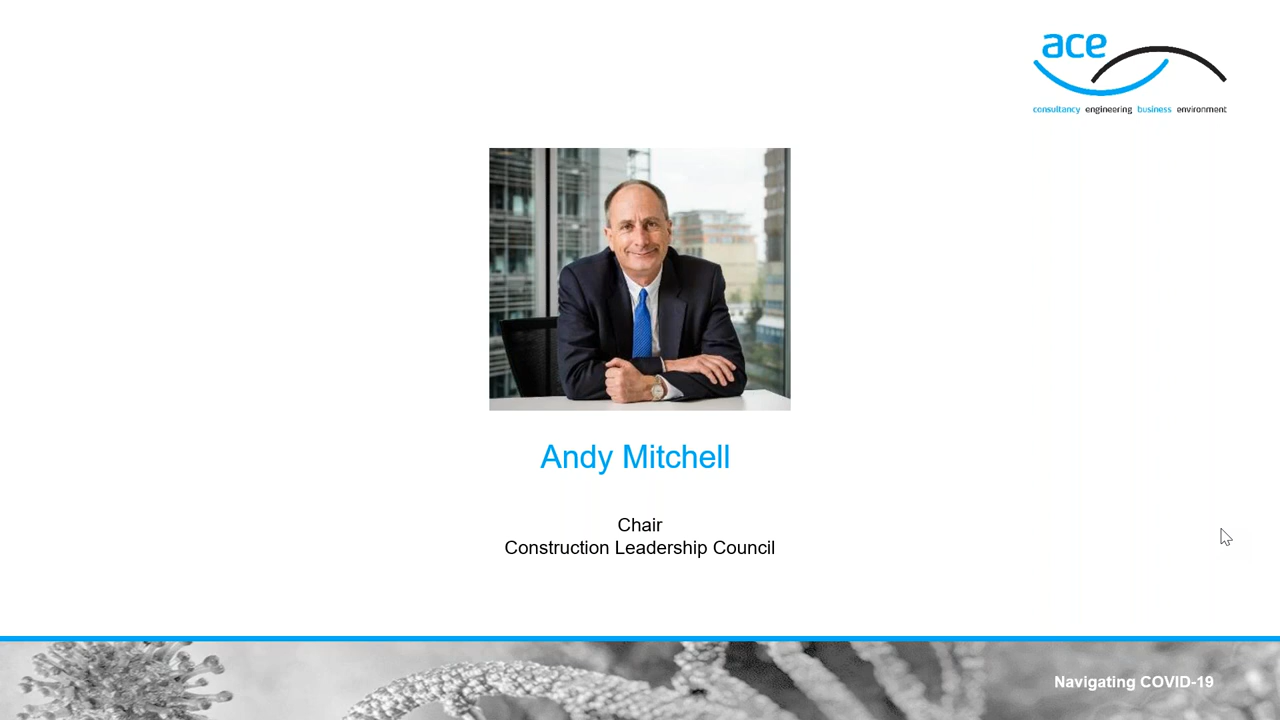 ace
consultancy engineering business environment
Andy Mitchell
Chair
Construction Leadership Council
Navigating COVID-19